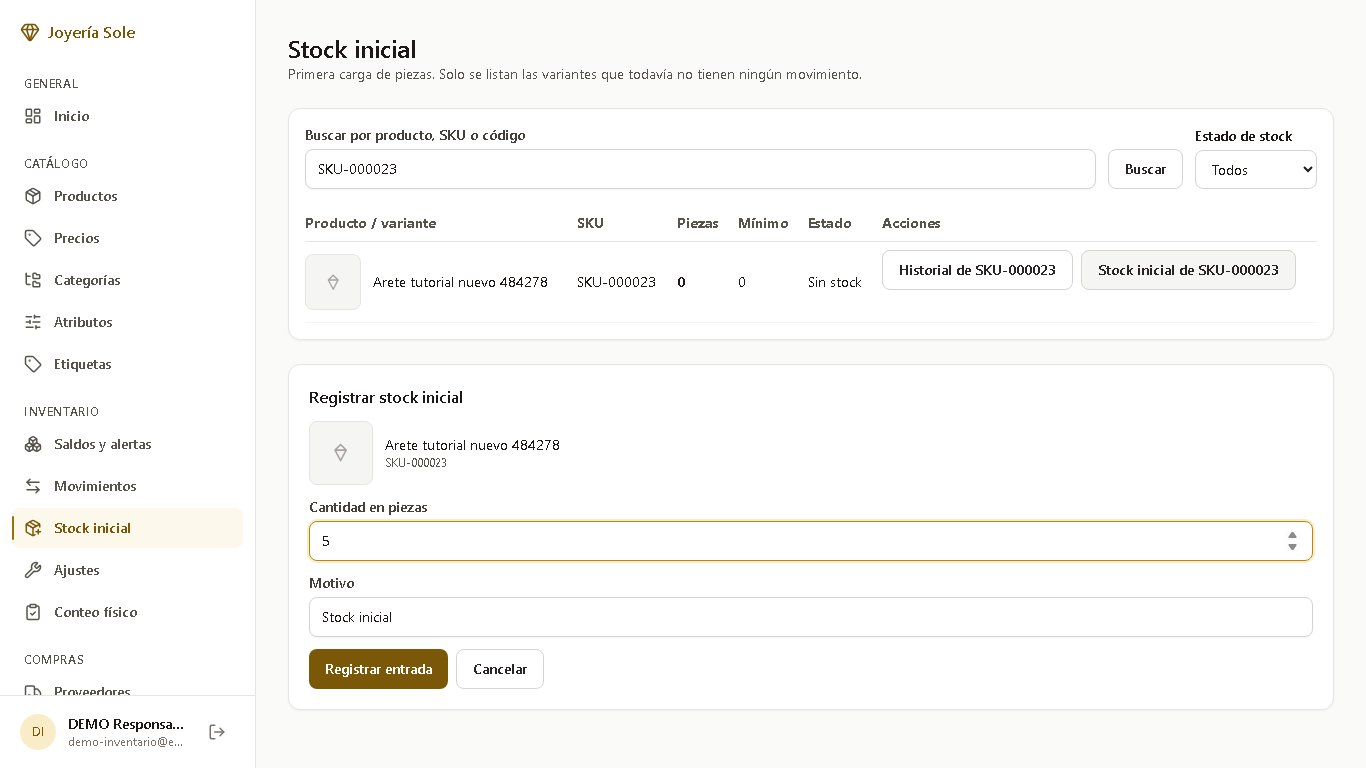 Joyería Sole
GENERAL
Inicio
CATÁLOGO
Productos
Precios
Categorías
Atributos
Etiquetas
INVENTARIO
Saldos y alertas
Movimientos
Stock inicial
Ajustes
Conteo físico
COMPRAS
Proveedores
DI
DEMO Responsa...
demo-inventario@e...
Stock inicial
Primera carga de piezas. Solo se listan las variantes que todavía no tienen ningún movimiento.
Buscar por producto, SKU o código
Estado de stock
SKU-000023
Buscar
Todos
Producto / variante SKU Piezas Mínimo Estado Acciones
Arete tutorial nuevo 484278 SKU-000023 0 0 Sin stock Historial de SKU-000023 Stock inicial de SKU-000023
Registrar stock inicial
Arete tutorial nuevo 484278
SKU-000023
Cantidad en piezas
5
Motivo
Stock inicial
Registrar entrada Cancelar